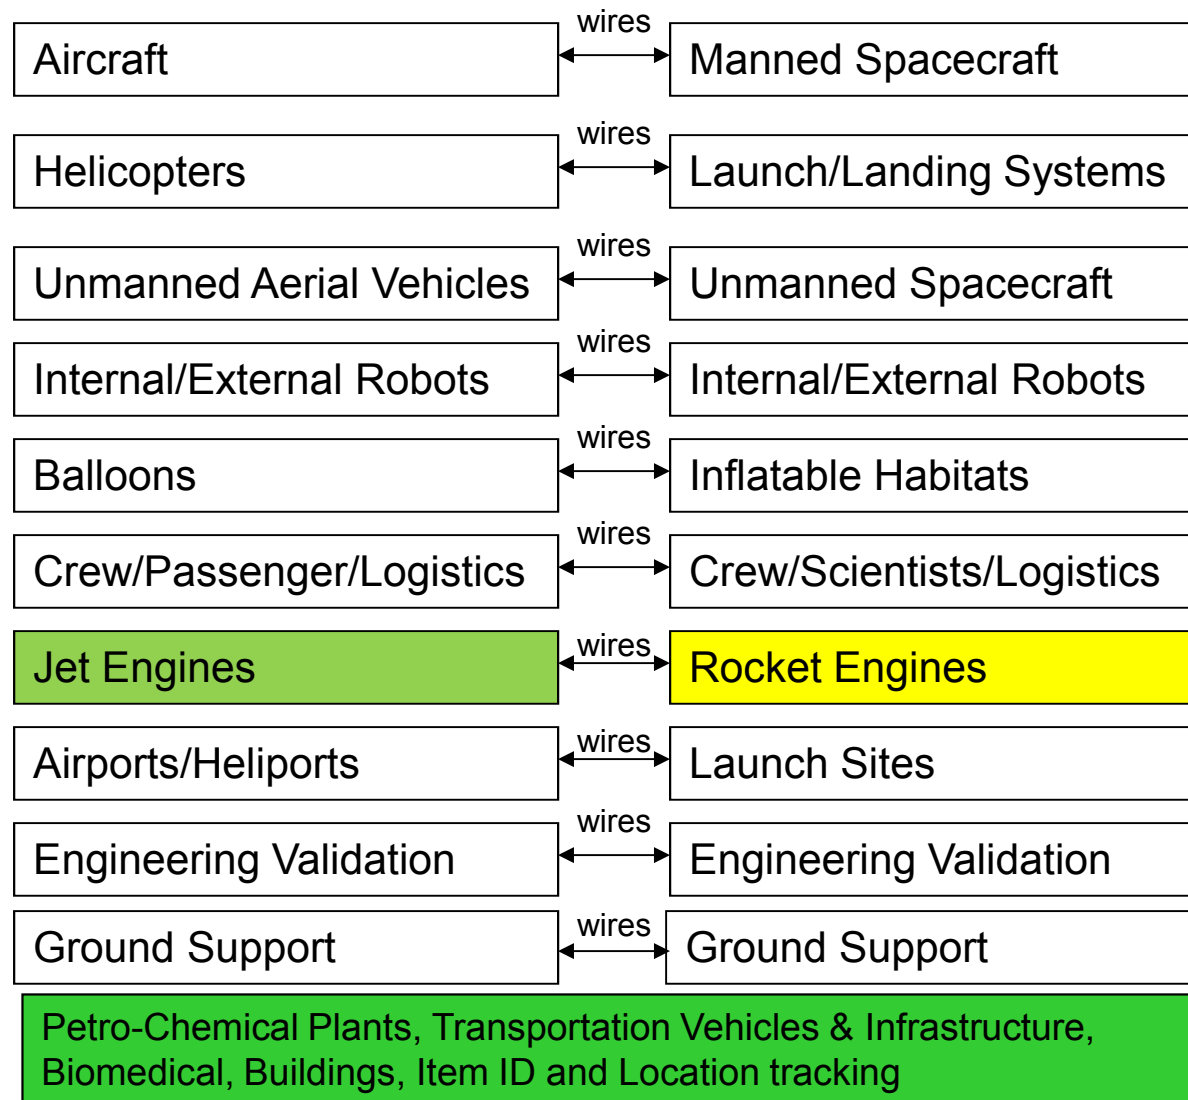 wires
Aircraft
Manned Spacecraft
wires
Helicopters
Launch/Landing Systems
wires
Unmanned Aerial Vehicles
Unmanned Spacecraft
wires
Internal/External Robots
Internal/External Robots
wires
Balloons
Inflatable Habitats
wires
Crew/Passenger/Logistics
Crew/Scientists/Logistics
wires
Jet Engines
Rocket Engines
wires
Airports/Heliports
Launch Sites
wires
Engineering Validation
Engineering Validation
wires
Ground Support
Ground Support
Petro-Chemical Plants, Transportation Vehicles & Infrastructure,
Biomedical, Buildings, Item ID and Location tracking